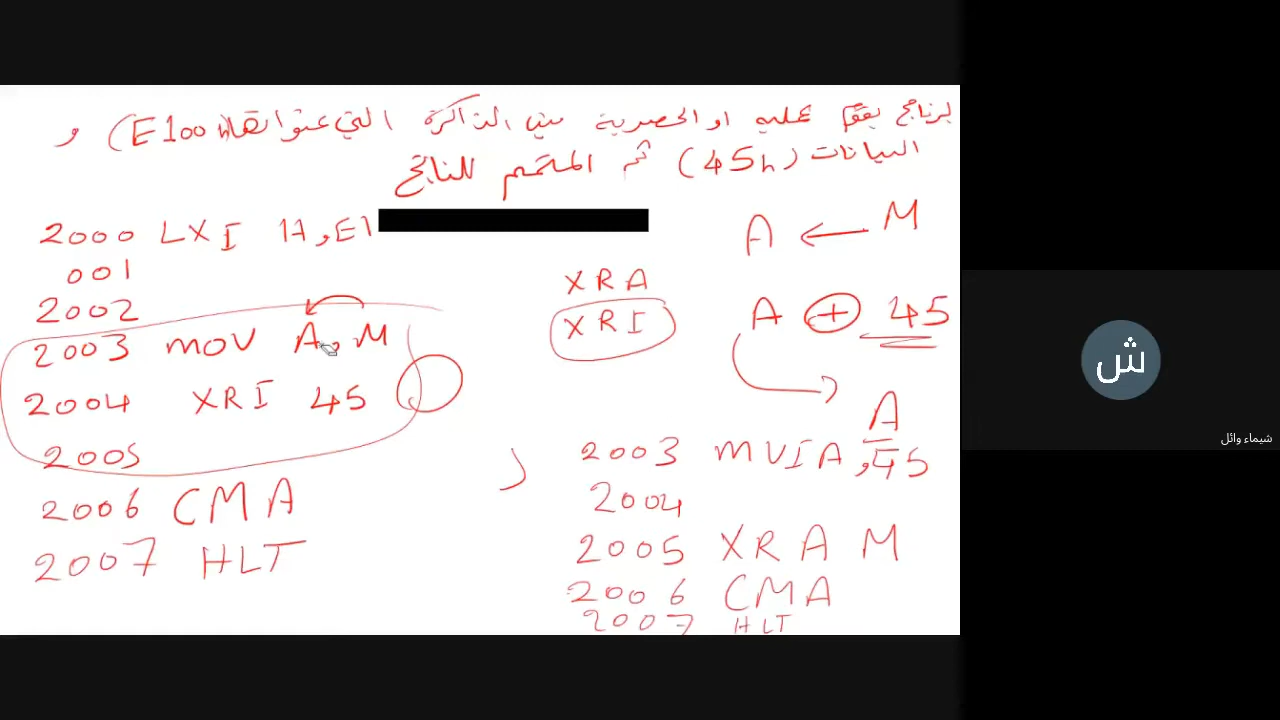 برنامج يقوم عمليه او الحصرية بين الذاكرة التي عنوانها (E100h) و
البيانات (45h) ثم المتمم للناتج
2000 LXI H,E1
001
2002
2003 MOV A,M
2004 XRI 45
2005
2006 CMA
2007 HLT
XRA
XRI
A ← M
A ⊕ 45
A
2003 MVI A,45
2004
2005 XRA M
2006 CMA
2007 HLT
ش
شيماء وائل